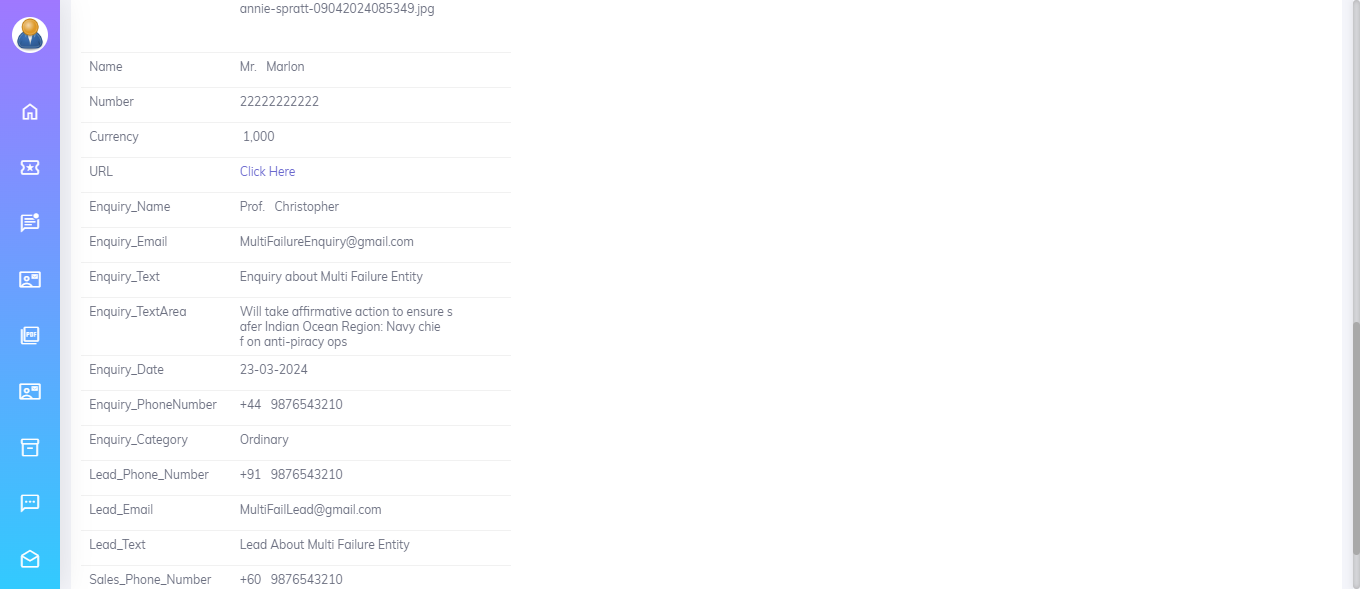 annie-spratt-09042024085349.jpg
Name Mr. Marlon
Number 22222222222
Currency 1,000
URL Click Here
Enquiry_Name Prof. Christopher
Enquiry_Email MultiFailureEnquiry@gmail.com
Enquiry_Text Enquiry about Multi Failure Entity
Enquiry_TextArea Will take affirmative action to ensure s
afer Indian Ocean Region: Navy chie
f on anti-piracy ops
Enquiry_Date 23-03-2024
Enquiry_PhoneNumber +44 9876543210
Enquiry_Category Ordinary
Lead_Phone_Number +91 9876543210
Lead_Email MultiFailLead@gmail.com
Lead_Text Lead About Multi Failure Entity
Sales_Phone_Number +60 9876543210
PDF